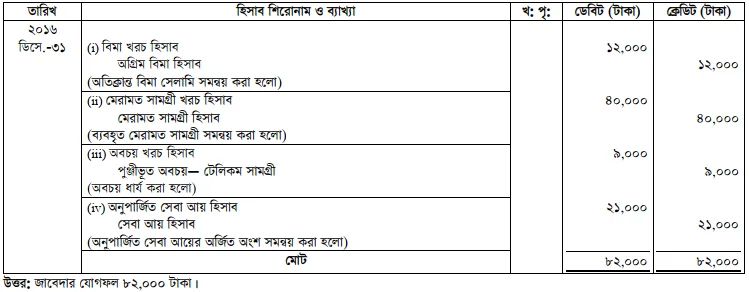 তারিখ হিসাব শিরোনাম ও ব্যাখ্যা খ: পৃ: ডেবিট (টাকা) ক্রেডিট (টাকা)
২০১৬
ডিসে.-৩১ (i) বিমা খরচ হিসাব ১২,০০০
অগ্রিম বিমা হিসাব ১২,০০০
(অতিক্রান্ত বিমা সেলামি সমন্বয় করা হলো)
(ii) মেরামত সামগ্রী খরচ হিসাব ৪০,০০০
মেরামত সামগ্রী হিসাব ৪০,০০০
(ব্যবহৃত মেরামত সামগ্রী সমন্বয় করা হলো)
(iii) অবচয় খরচ হিসাব ৯,০০০
পুঞ্জীভূত অবচয়— টেলিকম সামগ্রী ৯,০০০
(অবচয় ধার্য করা হলো)
(iv) অনুপার্জিত সেবা আয় হিসাব ২১,০০০
সেবা আয় হিসাব ২১,০০০
(অনুপার্জিত সেবা আয়ের অর্জিত অংশ সমন্বয় করা হলো)
মোট ৮২,০০০ ৮২,০০০
উত্তর: জাবেদার যোগফল ৮২,০০০ টাকা।